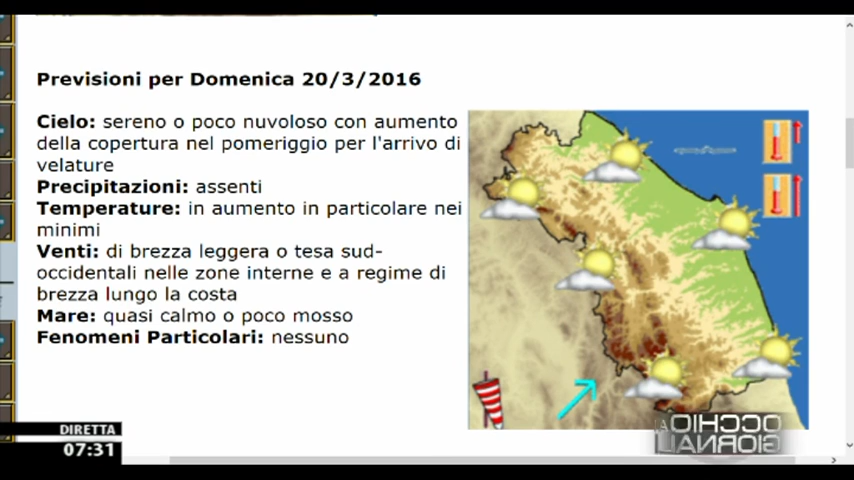 Previsioni per Domenica 20/3/2016
Cielo: sereno o poco nuvoloso con aumento
della copertura nel pomeriggio per l'arrivo di
velature
Precipitazioni: assenti
Temperature: in aumento in particolare nei
minimi
Venti: di brezza leggera o tesa sud-
occidentali nelle zone interne e a regime di
brezza lungo la costa
Mare: quasi calmo o poco mosso
Fenomeni Particolari: nessuno
DIRETTA
07:31
OCCHIO
AI
GIORNALI